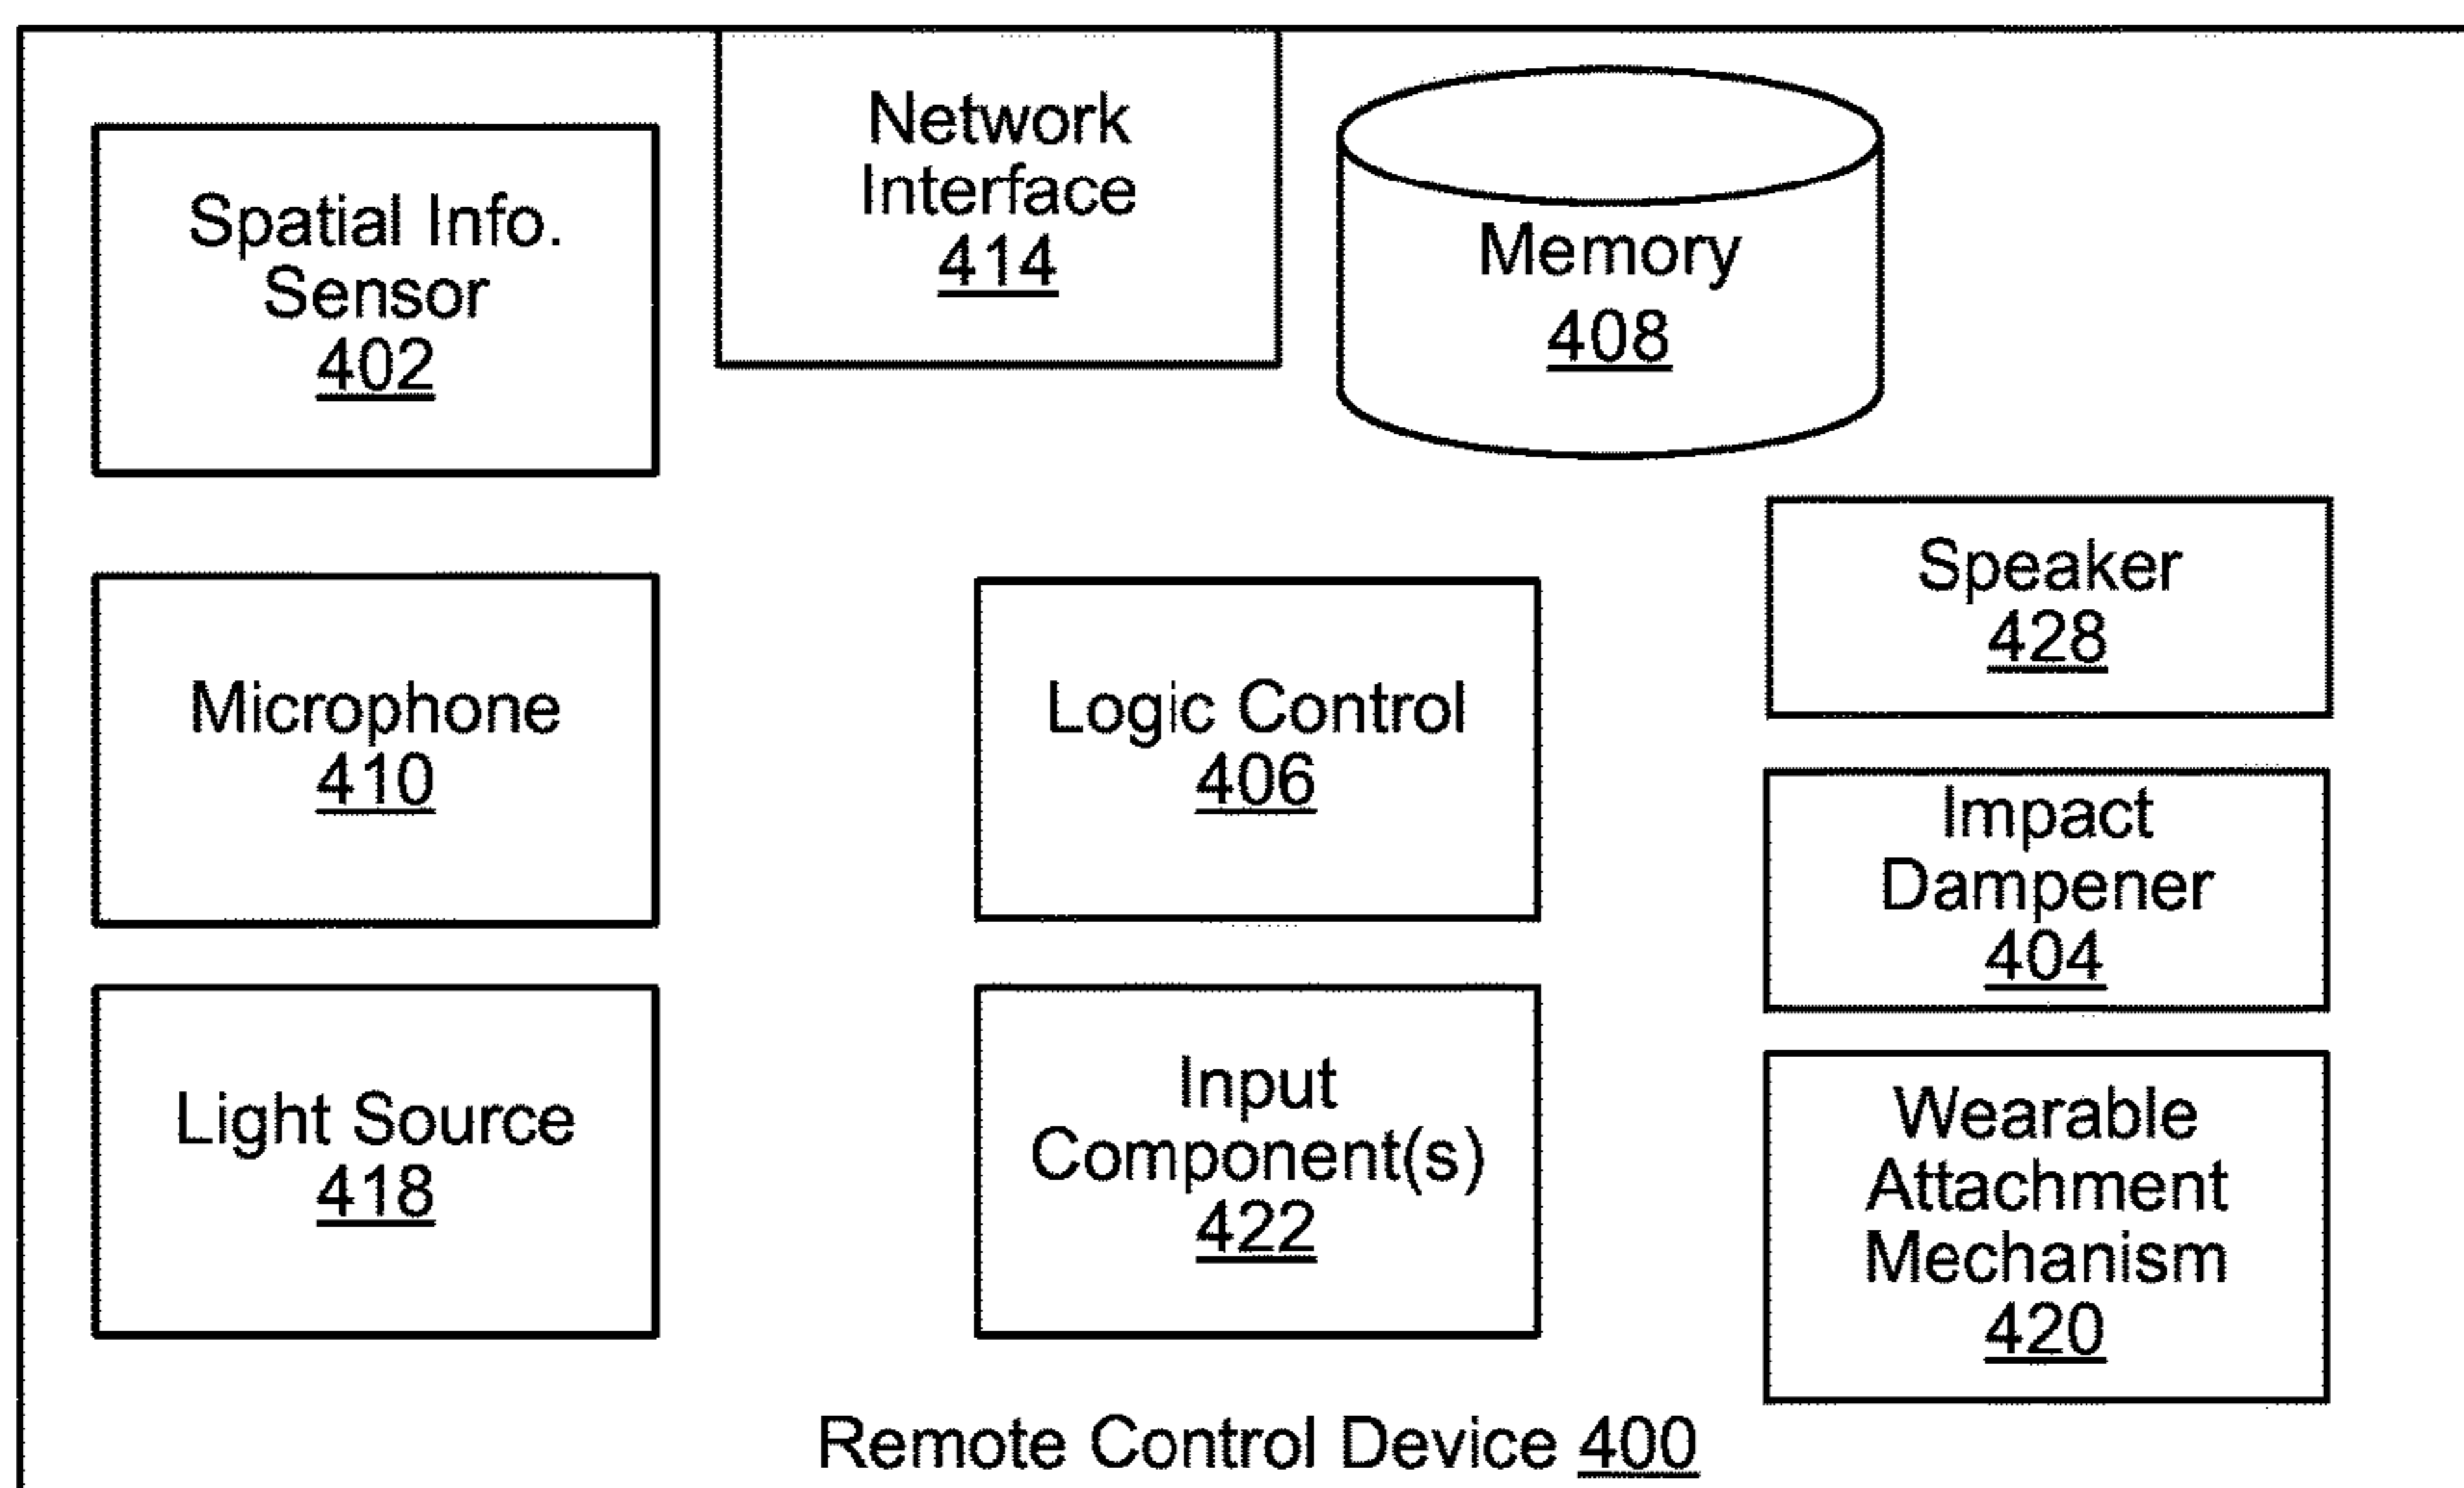 Network
Interface
414
Spatial Info.
Sensor
402
Memory
408
Speaker
428
Microphone
410
Logic Control
406
Impact
Dampener
404
Light Source
418
Input
Component(s)
422
Wearable
Attachment
Mechanism
420
Remote Control Device 400